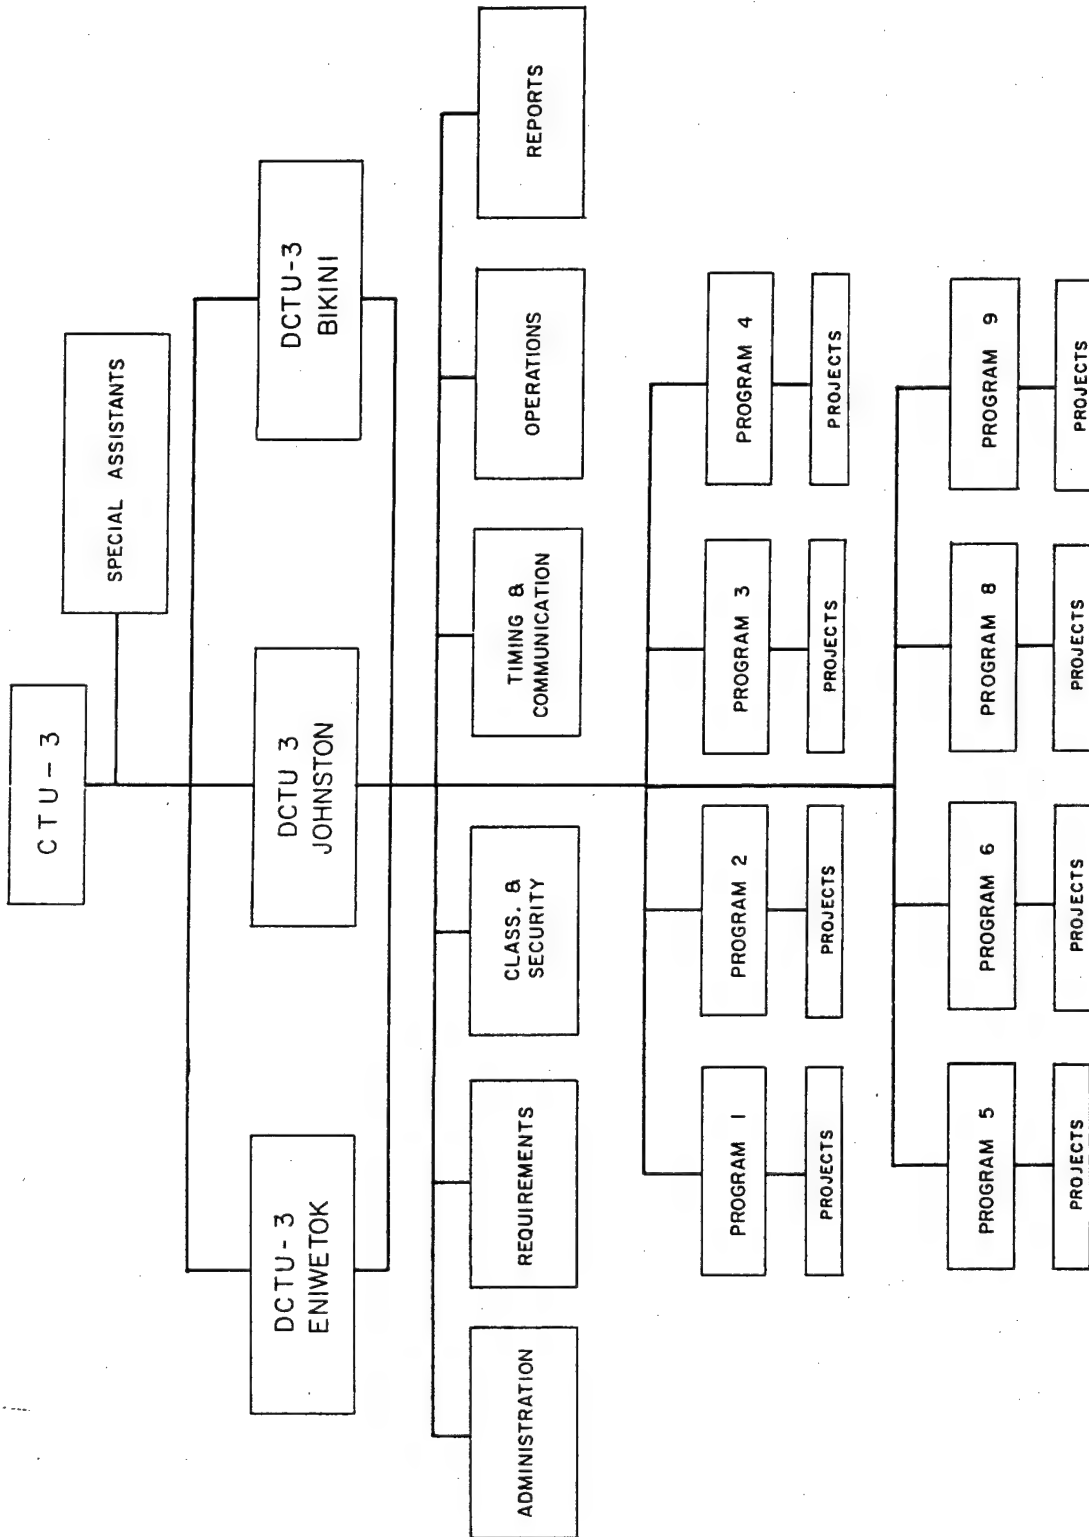 CTU-3
SPECIAL ASSISTANTS
DCTU-3
ENIWETOK
DCTU 3
JOHNSTON
DCTU-3
BIKINI
ADMINISTRATION
REQUIREMENTS
CLASS. &
SECURITY
TIMING &
COMMUNICATION
OPERATIONS
REPORTS
PROGRAM 1
PROGRAM 2
PROGRAM 3
PROGRAM 4
PROJECTS
PROJECTS
PROJECTS
PROJECTS
PROGRAM 5
PROGRAM 6
PROGRAM 8
PROGRAM 9
PROJECTS
PROJECTS
PROJECTS
PROJECTS